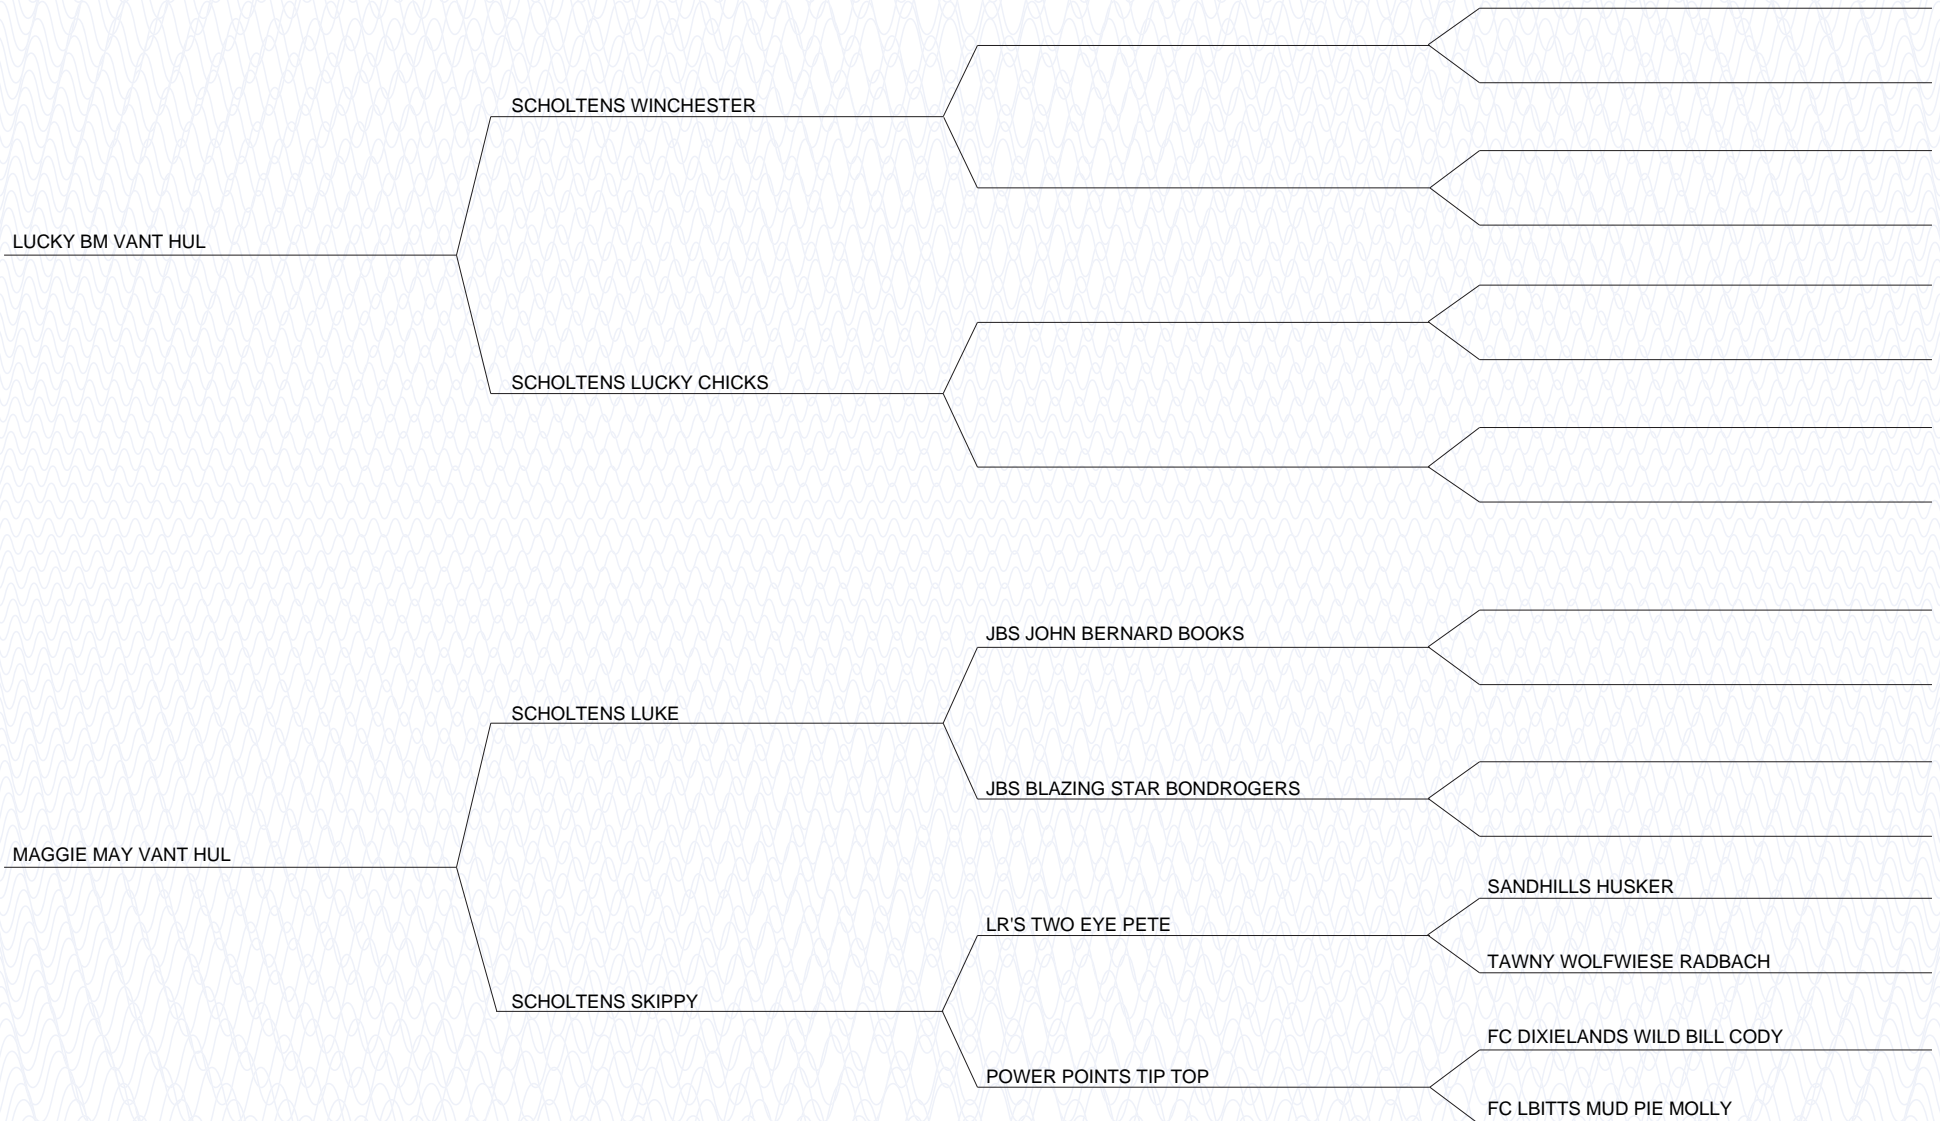 SCHOLTENS WINCHESTER
LUCKY BM VANT HUL
SCHOLTENS LUCKY CHICKS
JBS JOHN BERNARD BOOKS
SCHOLTENS LUKE
JBS BLAZING STAR BONDROGERS
MAGGIE MAY VANT HUL
SANDHILLS HUSKER
LR'S TWO EYE PETE
TAWNY WOLFWIESE RADBACH
SCHOLTENS SKIPPY
FC DIXIELANDS WILD BILL CODY
POWER POINTS TIP TOP
FC LBITTS MUD PIE MOLLY